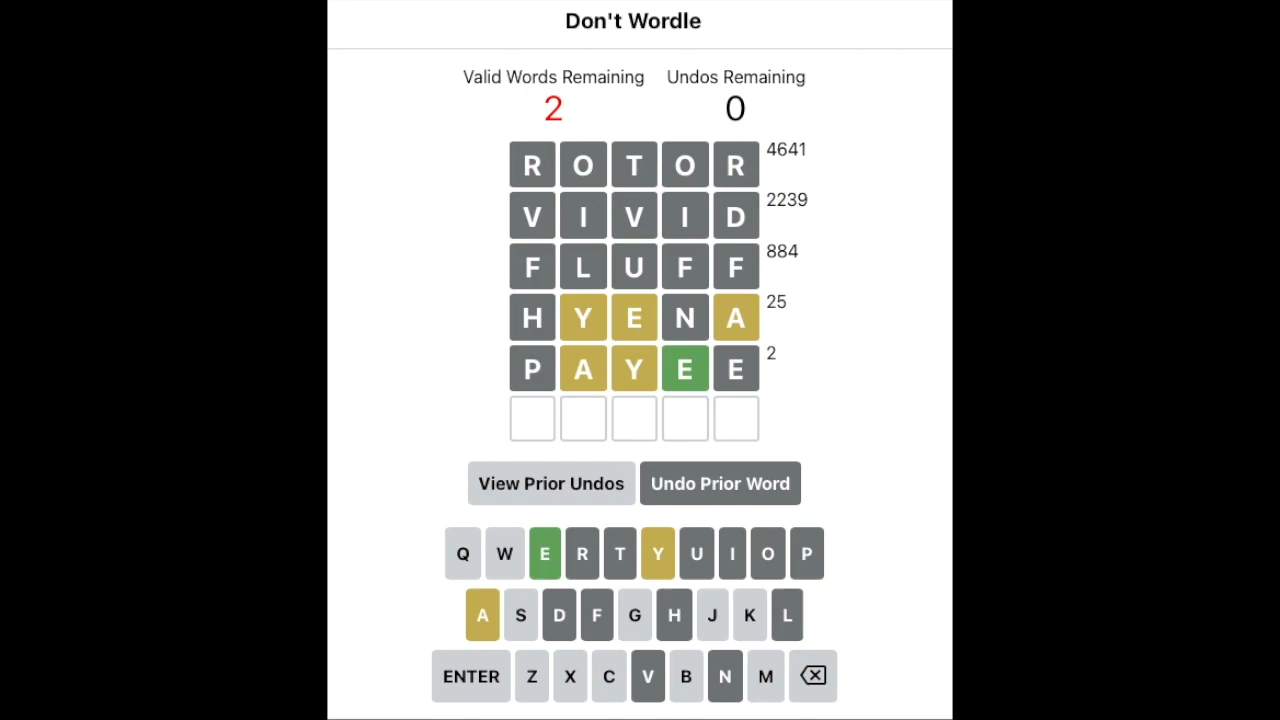 Don't Wordle
Valid Words Remaining Undos Remaining
2 0
R O T O R 4641
V I V I D 2239
F L U F F 884
H Y E N A 25
P A Y E E 2
View Prior Undos Undo Prior Word
Q W E R T Y U I O P
A S D F G H J K L
ENTER Z X C V B N M